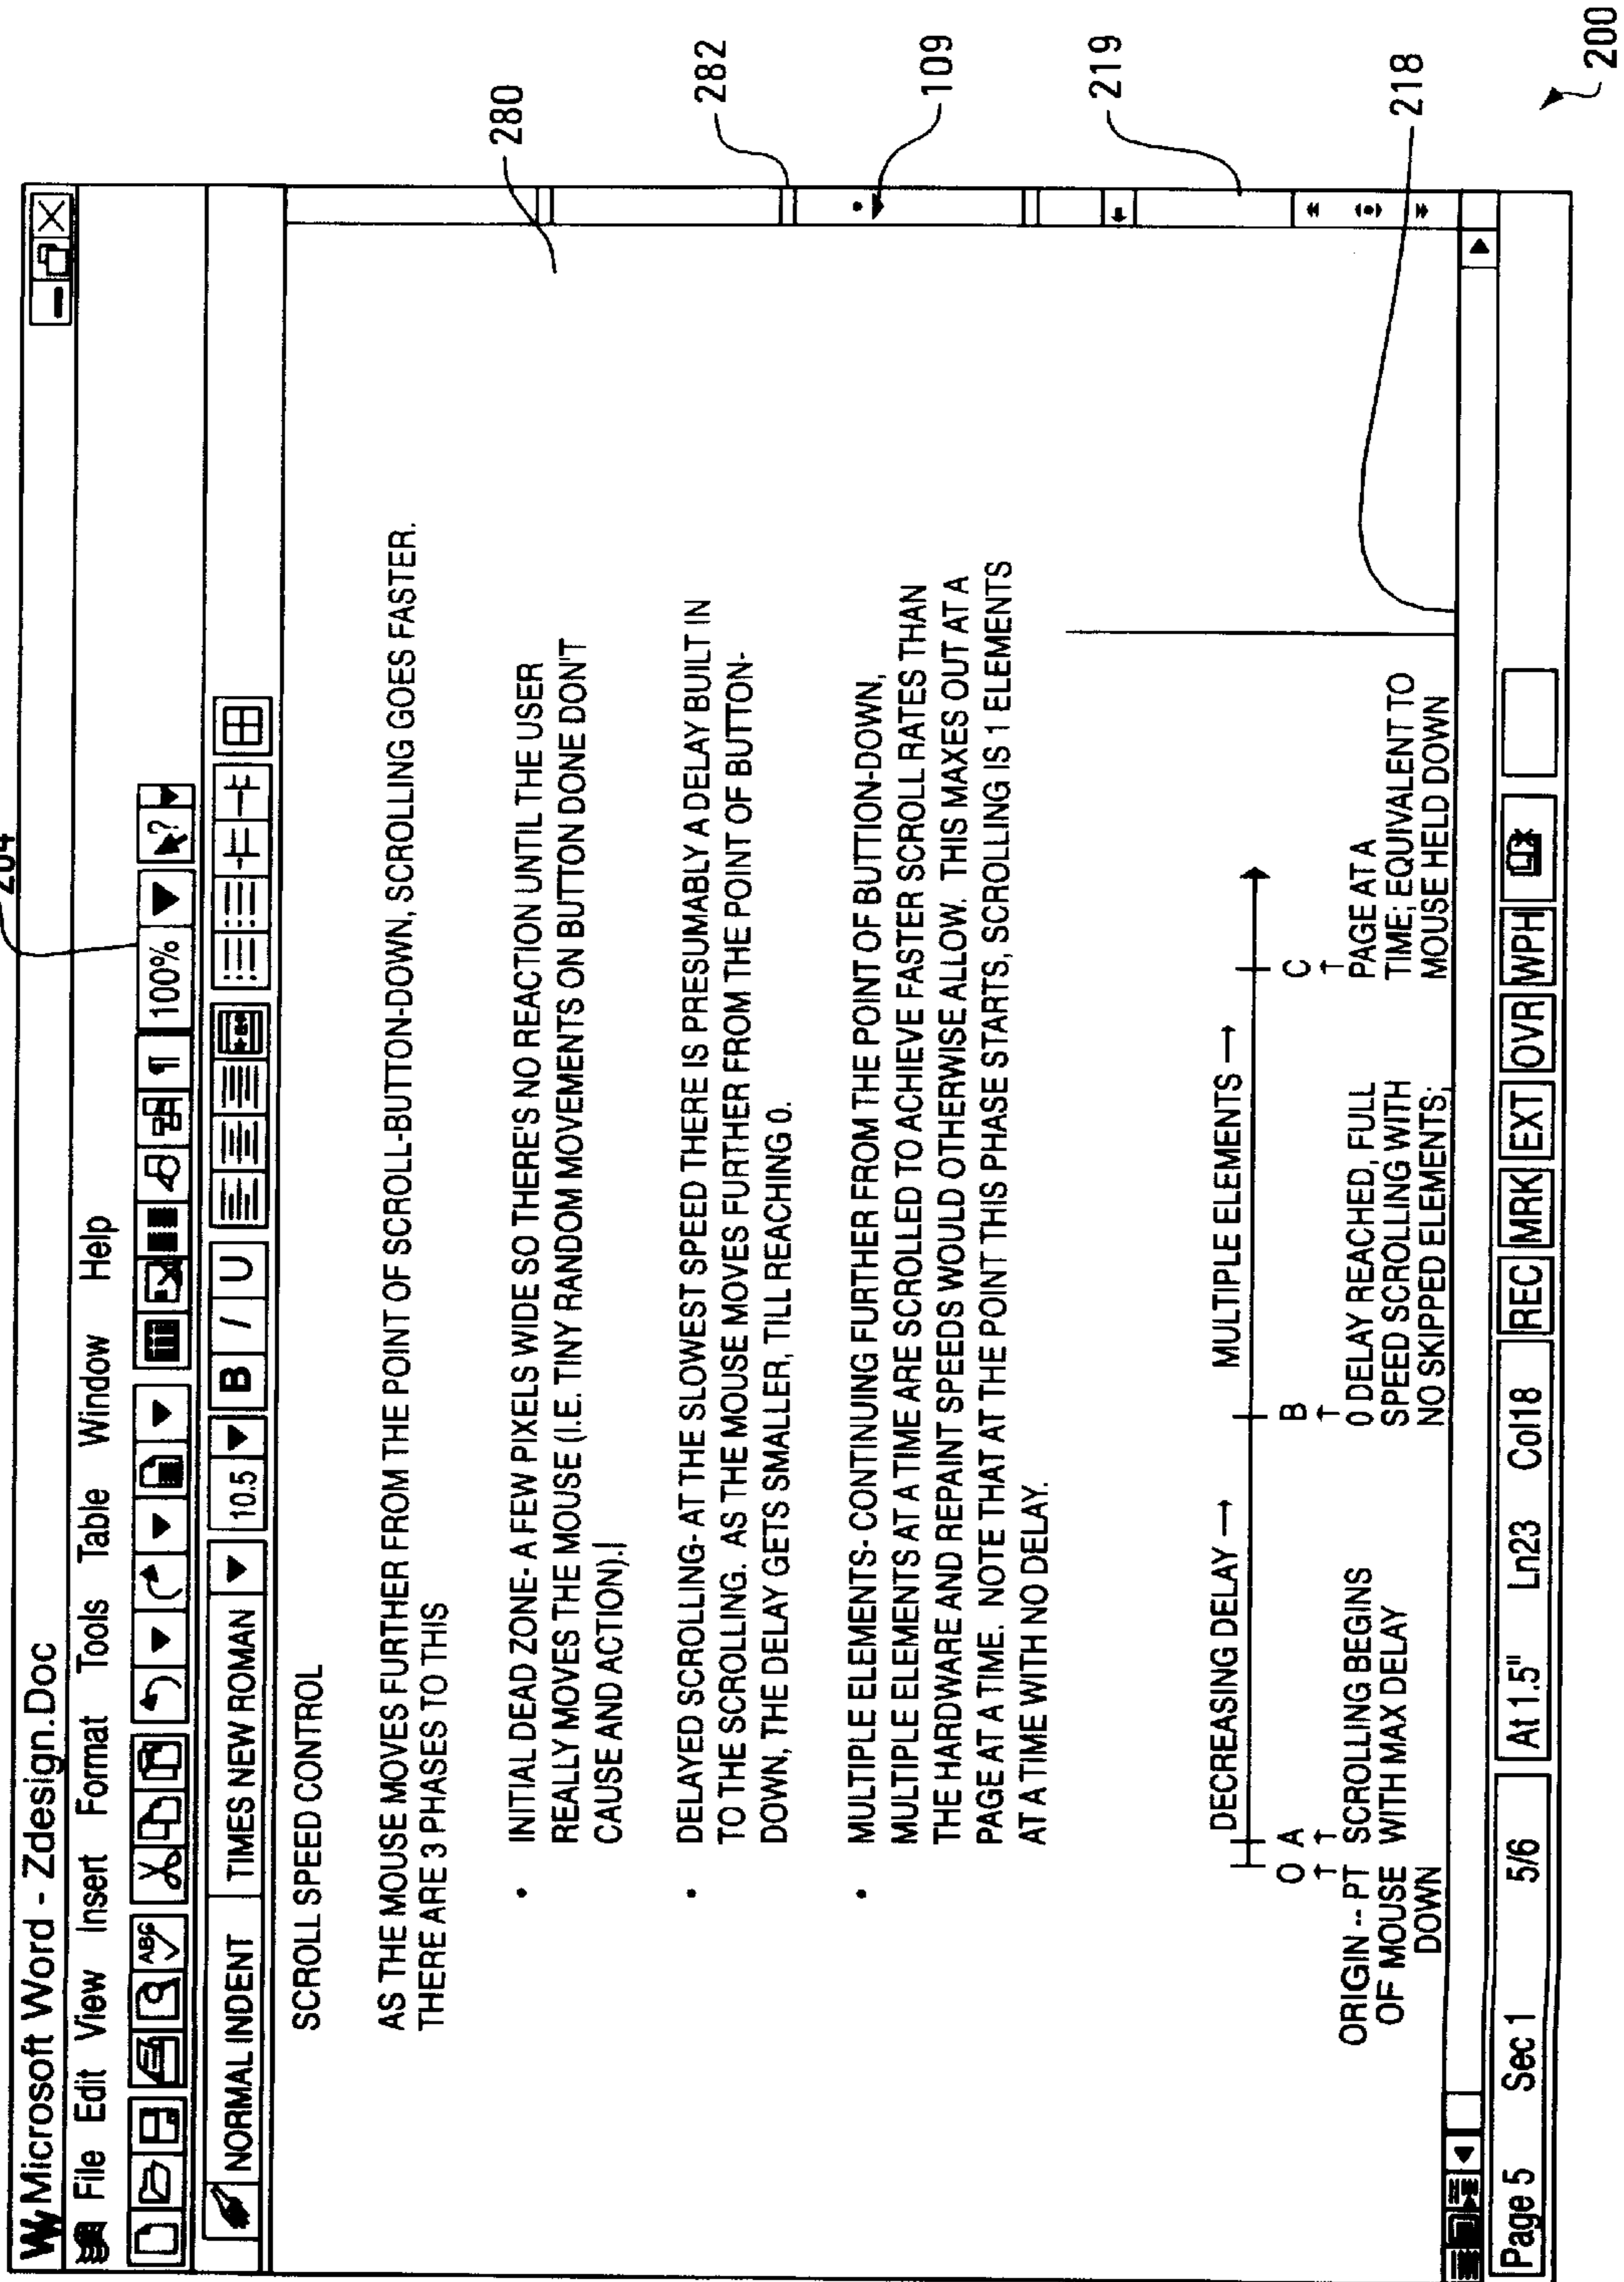 204
Microsoft Word - Zdesign.Doc
File Edit View Insert Format Tools Table Window Help
ABC 100% ?
NORMAL INDENT TIMES NEW ROMAN 10.5 B / U
SCROLL SPEED CONTROL
AS THE MOUSE MOVES FURTHER FROM THE POINT OF SCROLL-BUTTON-DOWN, SCROLLING GOES FASTER.
THERE ARE 3 PHASES TO THIS
• INITIAL DEAD ZONE- A FEW PIXELS WIDE SO THERE'S NO REACTION UNTIL THE USER
REALLY MOVES THE MOUSE (I.E. TINY RANDOM MOVEMENTS ON BUTTON DONE DON'T
CAUSE AND ACTION).
• DELAYED SCROLLING- AT THE SLOWEST SPEED THERE IS PRESUMABLY A DELAY BUILT IN
TO THE SCROLLING. AS THE MOUSE MOVES FURTHER FROM THE POINT OF BUTTON-
DOWN, THE DELAY GETS SMALLER, TILL REACHING 0.
• MULTIPLE ELEMENTS- CONTINUING FURTHER FROM THE POINT OF BUTTON-DOWN,
MULTIPLE ELEMENTS AT A TIME ARE SCROLLED TO ACHIEVE FASTER SCROLL RATES THAN
THE HARDWARE AND REPAINT SPEEDS WOULD OTHERWISE ALLOW. THIS MAXES OUT AT A
PAGE AT A TIME. NOTE THAT AT THE POINT THIS PHASE STARTS, SCROLLING IS 1 ELEMENTS
AT A TIME WITH NO DELAY.
DECREASING DELAY → MULTIPLE ELEMENTS →
O A B C
↑ ↑ ↑ ↑
ORIGIN -- PT
OF MOUSE
DOWN
SCROLLING BEGINS
WITH MAX DELAY
0 DELAY REACHED, FULL
SPEED SCROLLING WITH
NO SKIPPED ELEMENTS;
PAGE AT A
TIME; EQUIVALENT TO
MOUSE HELD DOWN
Page 5 Sec 1 5/6 At 1.5" Ln23 Col18 REC MRK EXT OVR WPH
280
282
109
219
218
200